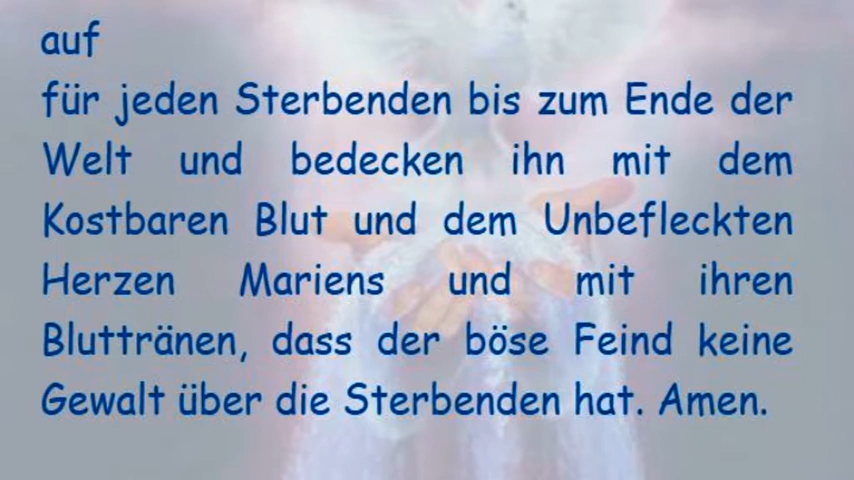 auf
für jeden Sterbenden bis zum Ende der
Welt und bedecken ihn mit dem
Kostbaren Blut und dem Unbefleckten
Herzen Mariens und mit ihren
Bluttränen, dass der böse Feind keine
Gewalt über die Sterbenden hat. Amen.